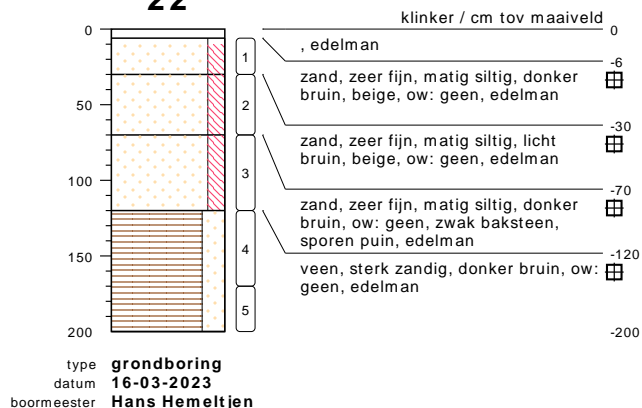 22
klinker / cm tov maaiveld
0
0
, edelman
-6
1
zand, zeer fijn, matig siltig, donker
bruin, beige, ow: geen, edelman
50
2
-30
zand, zeer fijn, matig siltig, licht
bruin, beige, ow: geen, edelman
100
3
-70
zand, zeer fijn, matig siltig, donker
bruin, ow: geen, zwak baksteen,
sporen puin, edelman
150
4
-120
veen, sterk zandig, donker bruin, ow:
geen, edelman
5
200
-200
type grondboring
datum 16-03-2023
boormeester Hans Hemeltjen